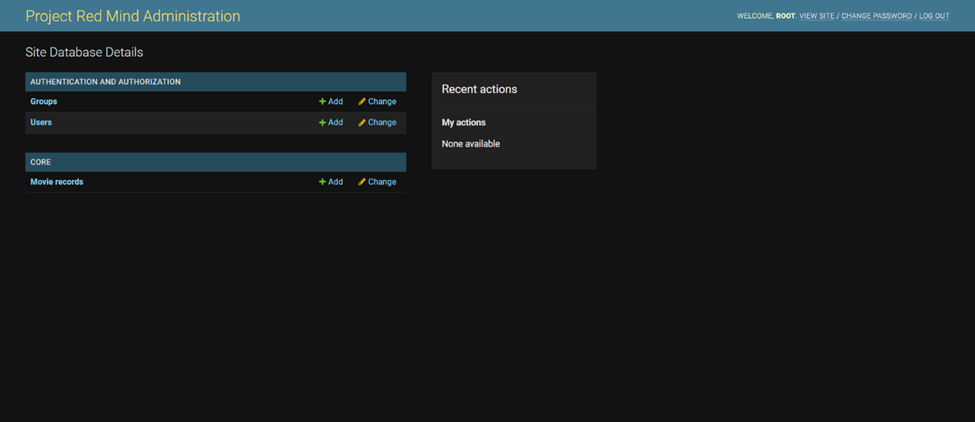 Project Red Mind Administration
WELCOME, ROOT. VIEW SITE / CHANGE PASSWORD / LOG OUT
Site Database Details
AUTHENTICATION AND AUTHORIZATION
Groups + Add Change
Users + Add Change
CORE
Movie records + Add Change
Recent actions
My actions
None available